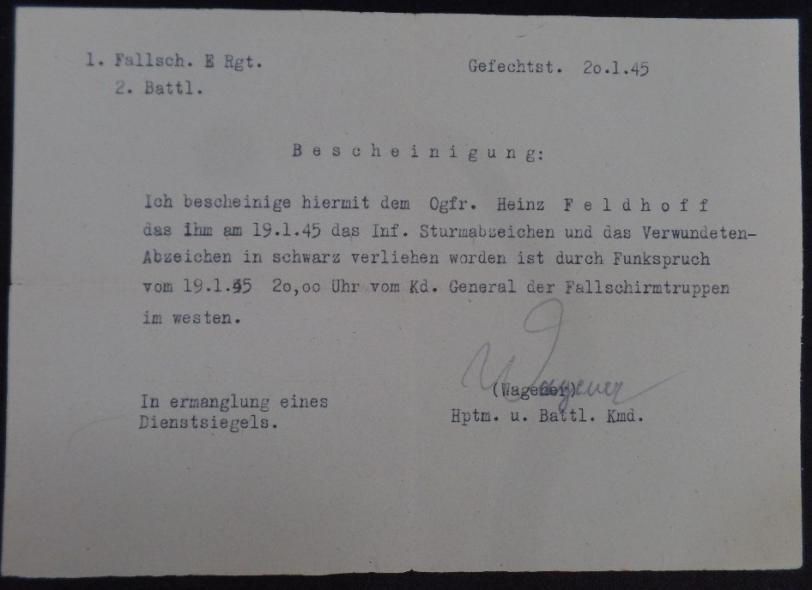 1. Fallsch. E Rgt.
Gefechtst. 2o.1.45
2. Battl.
B e s c h e i n i g u n g :
Ich bescheinige hiermit dem Ogfr. Heinz F e l d h o f f
das ihm am 19.1.45 das Inf. Sturmabzeichen und das Verwundeten-
Abzeichen in schwarz verliehen worden ist durch Funkspruch
vom 19.1.45 2o,oo Uhr vom Kd. General der Fallschirmtruppen
im westen.
Wagener
(Wagener)
In ermanglung eines
Dienstsiegels.
Hptm. u. Battl. Kmd.